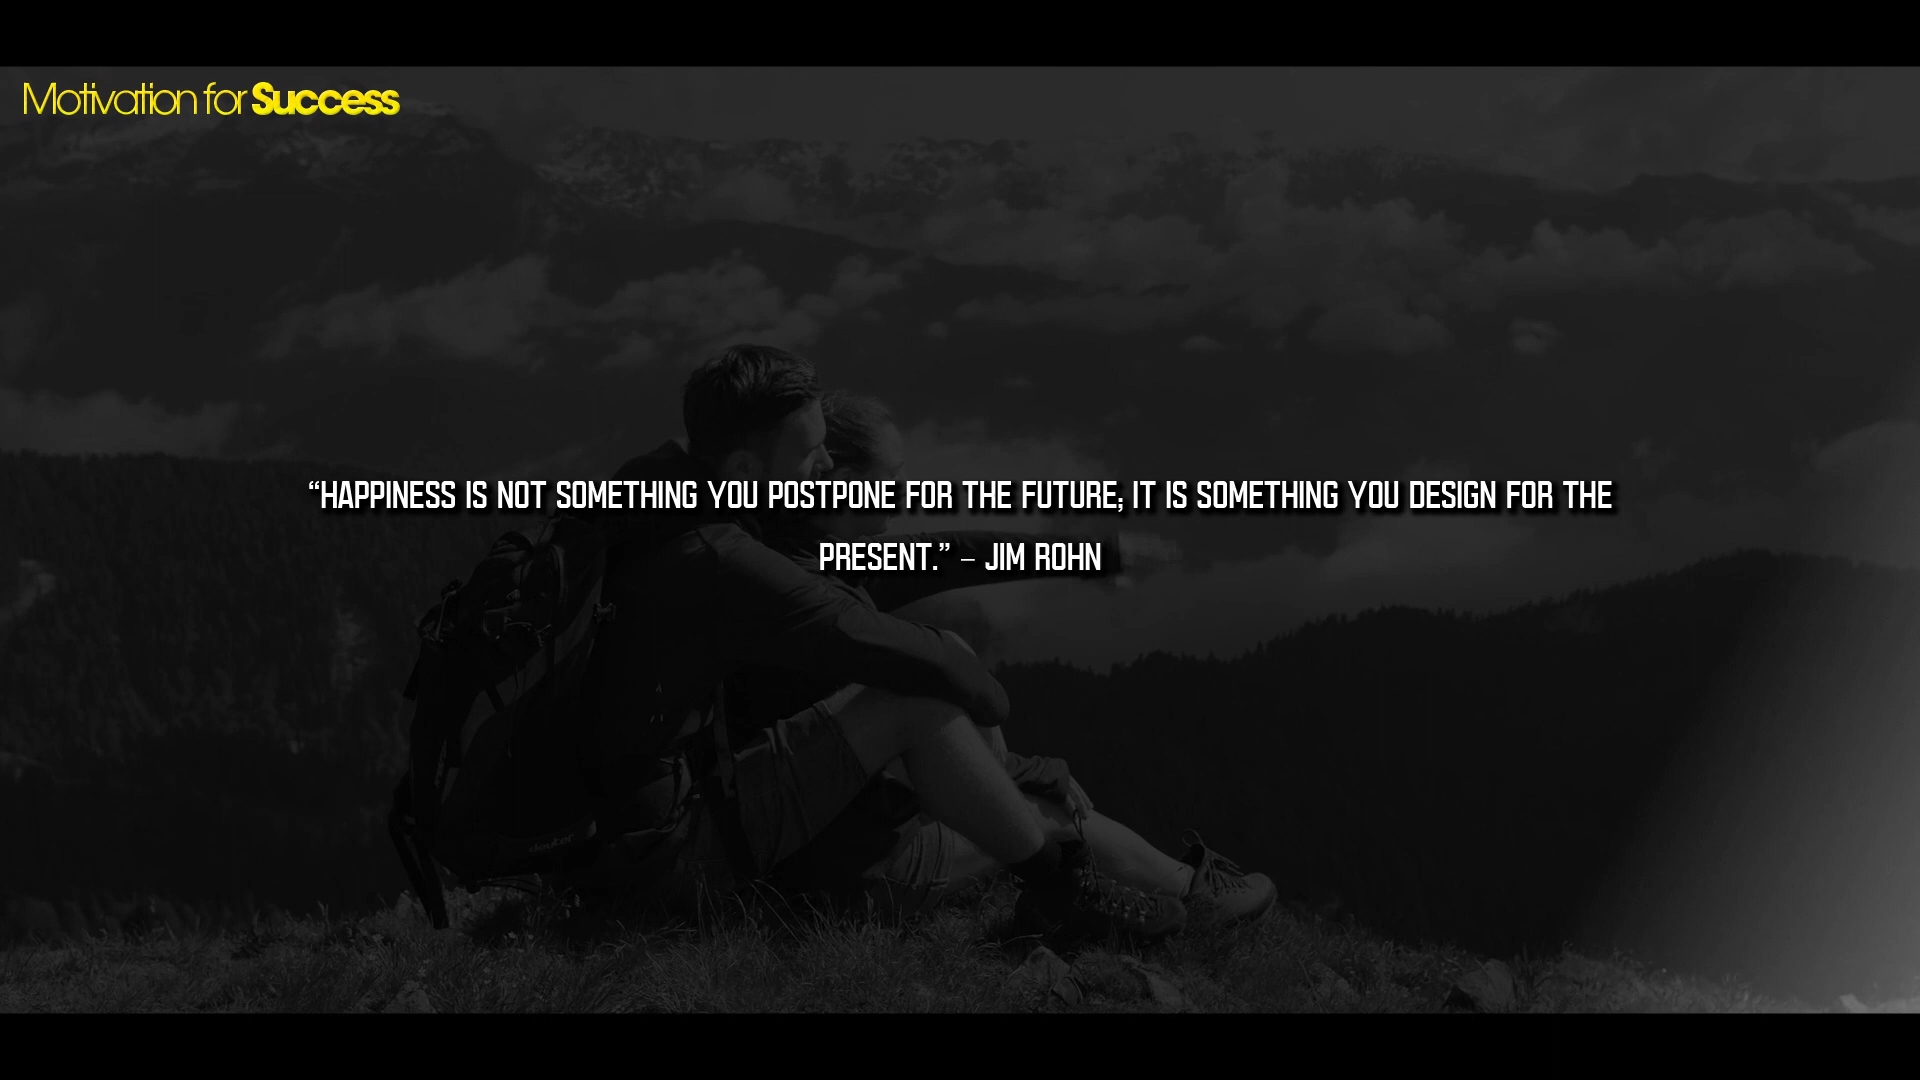 Motivation for Success
“HAPPINESS IS NOT SOMETHING YOU POSTPONE FOR THE FUTURE; IT IS SOMETHING YOU DESIGN FOR THE
PRESENT.” – JIM ROHN
deuter